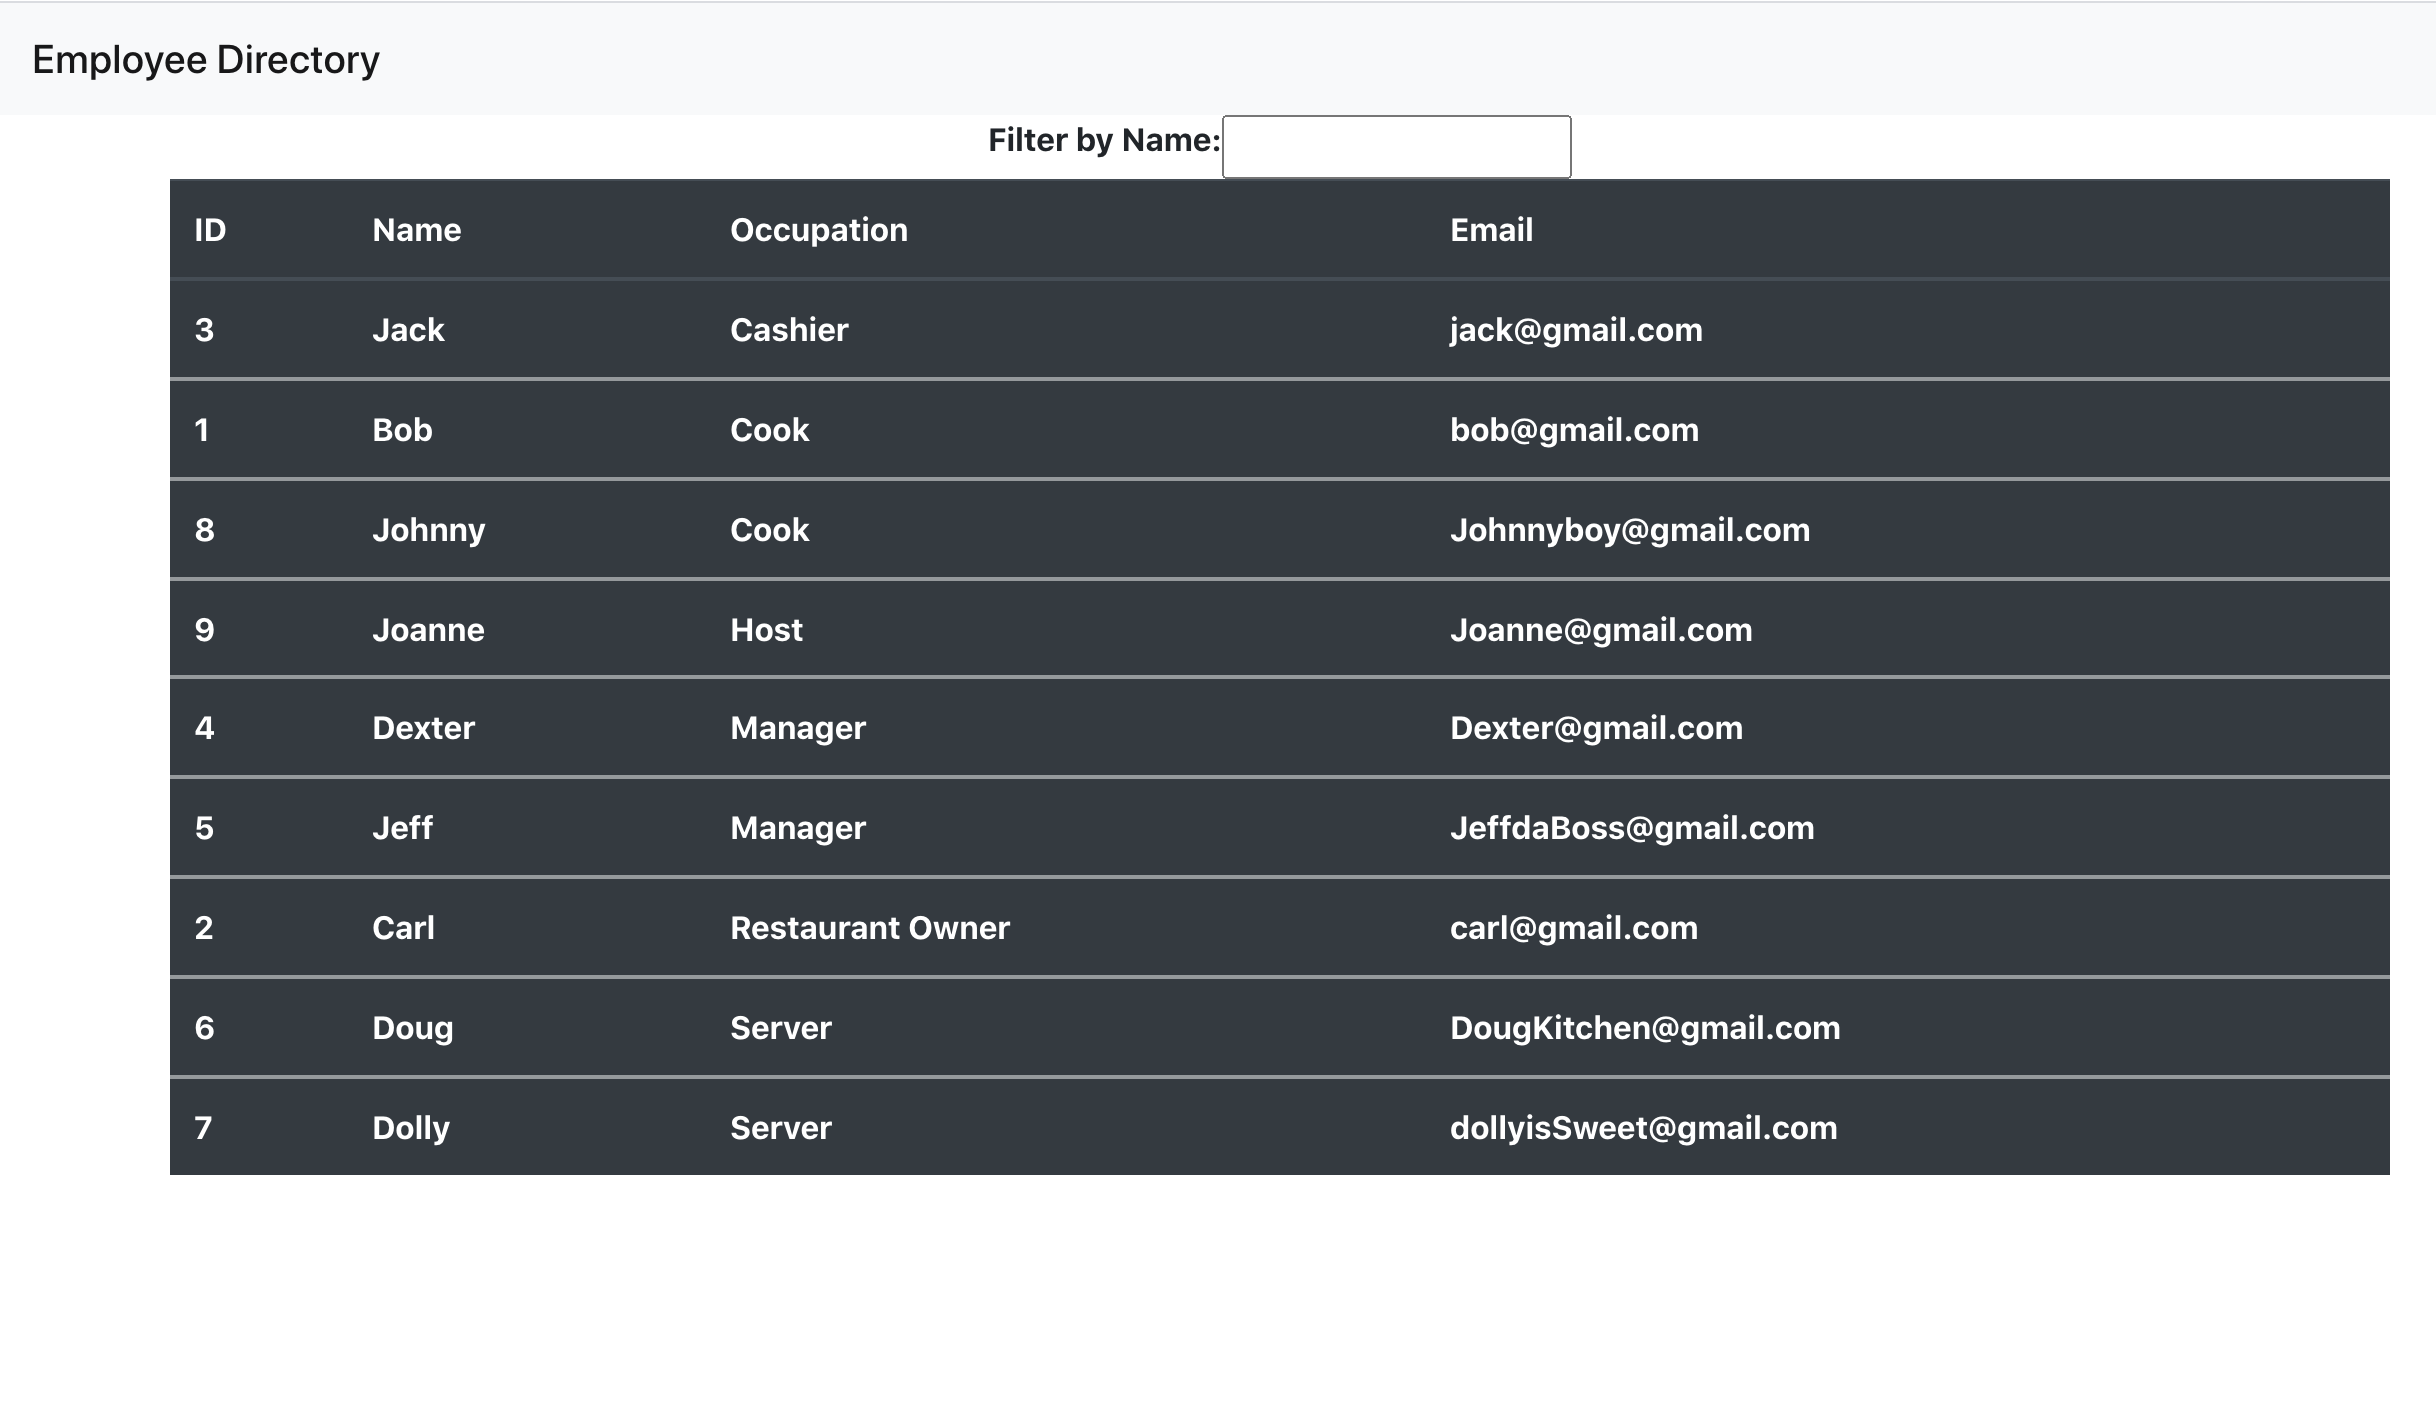 Employee Directory
Filter by Name:
ID Name Occupation Email
3 Jack Cashier jack@gmail.com
1 Bob Cook bob@gmail.com
8 Johnny Cook Johnnyboy@gmail.com
9 Joanne Host Joanne@gmail.com
4 Dexter Manager Dexter@gmail.com
5 Jeff Manager JeffdaBoss@gmail.com
2 Carl Restaurant Owner carl@gmail.com
6 Doug Server DougKitchen@gmail.com
7 Dolly Server dollyisSweet@gmail.com